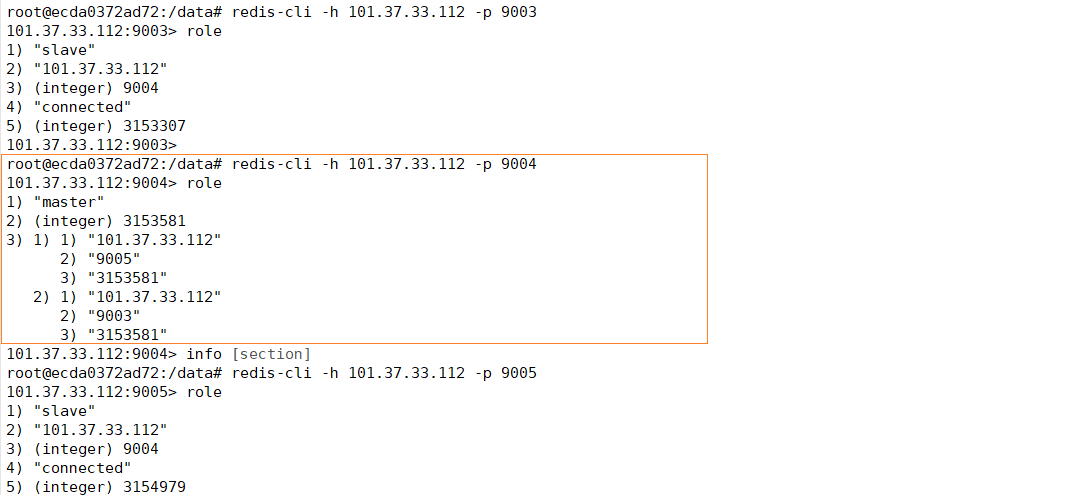 root@ecda0372ad72:/data# redis-cli -h 101.37.33.112 -p 9003
101.37.33.112:9003> role
1) "slave"
2) "101.37.33.112"
3) (integer) 9004
4) "connected"
5) (integer) 3153307
101.37.33.112:9003>
root@ecda0372ad72:/data# redis-cli -h 101.37.33.112 -p 9004
101.37.33.112:9004> role
1) "master"
2) (integer) 3153581
3) 1) 1) "101.37.33.112"
      2) "9005"
      3) "3153581"
   2) 1) "101.37.33.112"
      2) "9003"
      3) "3153581"
101.37.33.112:9004> info [section]
root@ecda0372ad72:/data# redis-cli -h 101.37.33.112 -p 9005
101.37.33.112:9005> role
1) "slave"
2) "101.37.33.112"
3) (integer) 9004
4) "connected"
5) (integer) 3154979